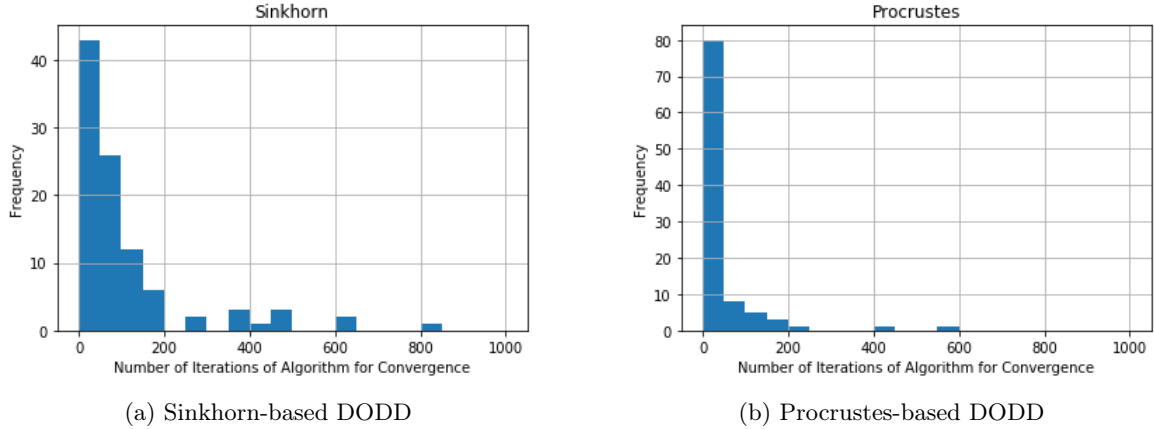 Sinkhorn
Frequency
40
30
20
10
0
0 200 400 600 800 1000
Number of Iterations of Algorithm for Convergence
(a) Sinkhorn-based DODD
Procrustes
Frequency
80
70
60
50
40
30
20
10
0
0 200 400 600 800 1000
Number of Iterations of Algorithm for Convergence
(b) Procrustes-based DODD